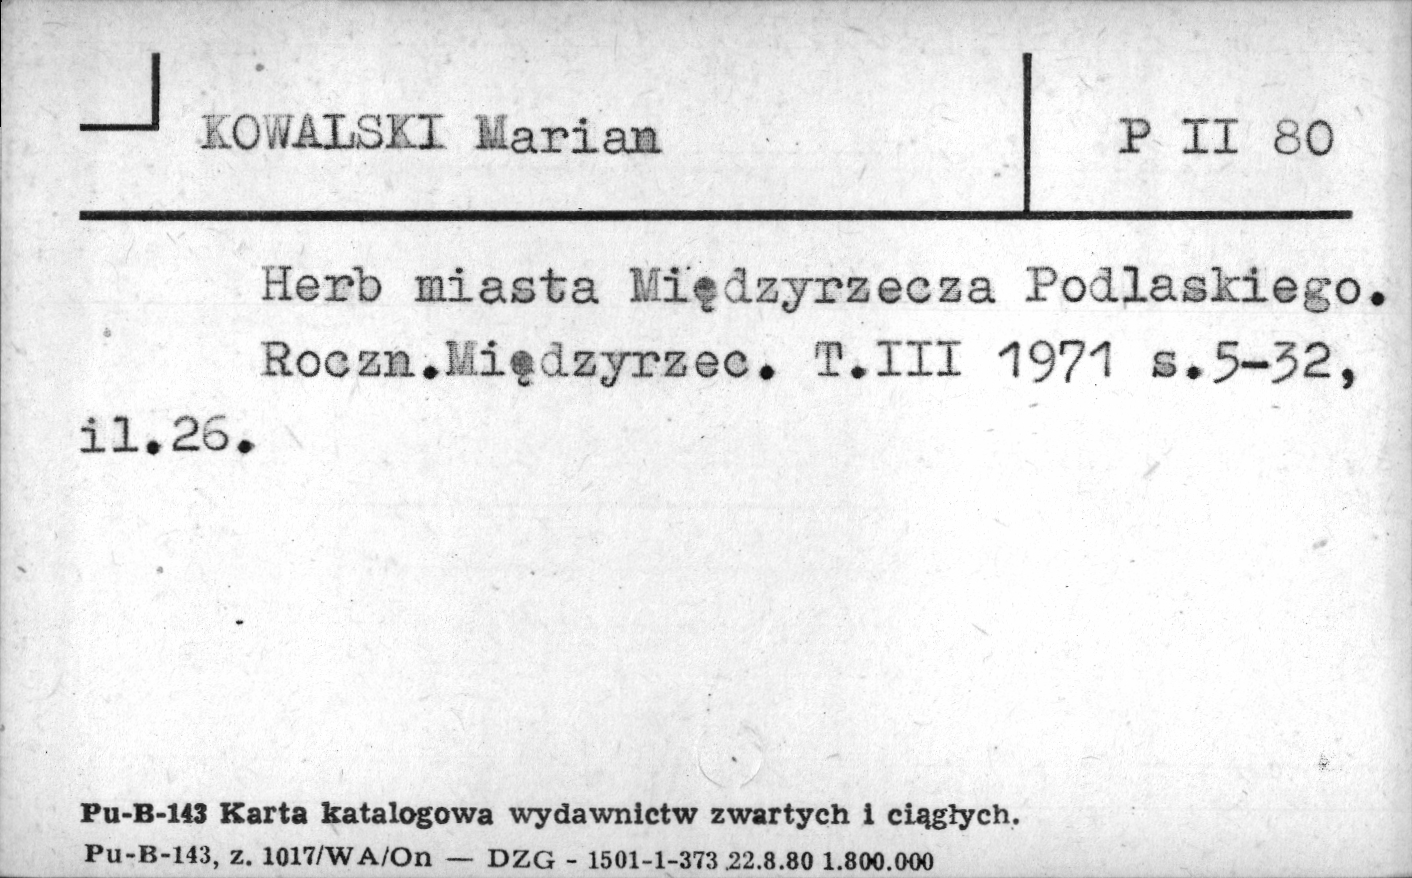 KOWALSKI Marian
P II 80
Herb miasta Międzyrzecza Podlaskiego.
Roczn.Międzyrzec. T.III 1971 s.5-32,
il.26.
Pu-B-143 Karta katalogowa wydawnictw zwartych i ciągłych.
Pu-B-143, z. 1017/WA/On — DZG - 1501-1-373 22.8.80 1.800.000